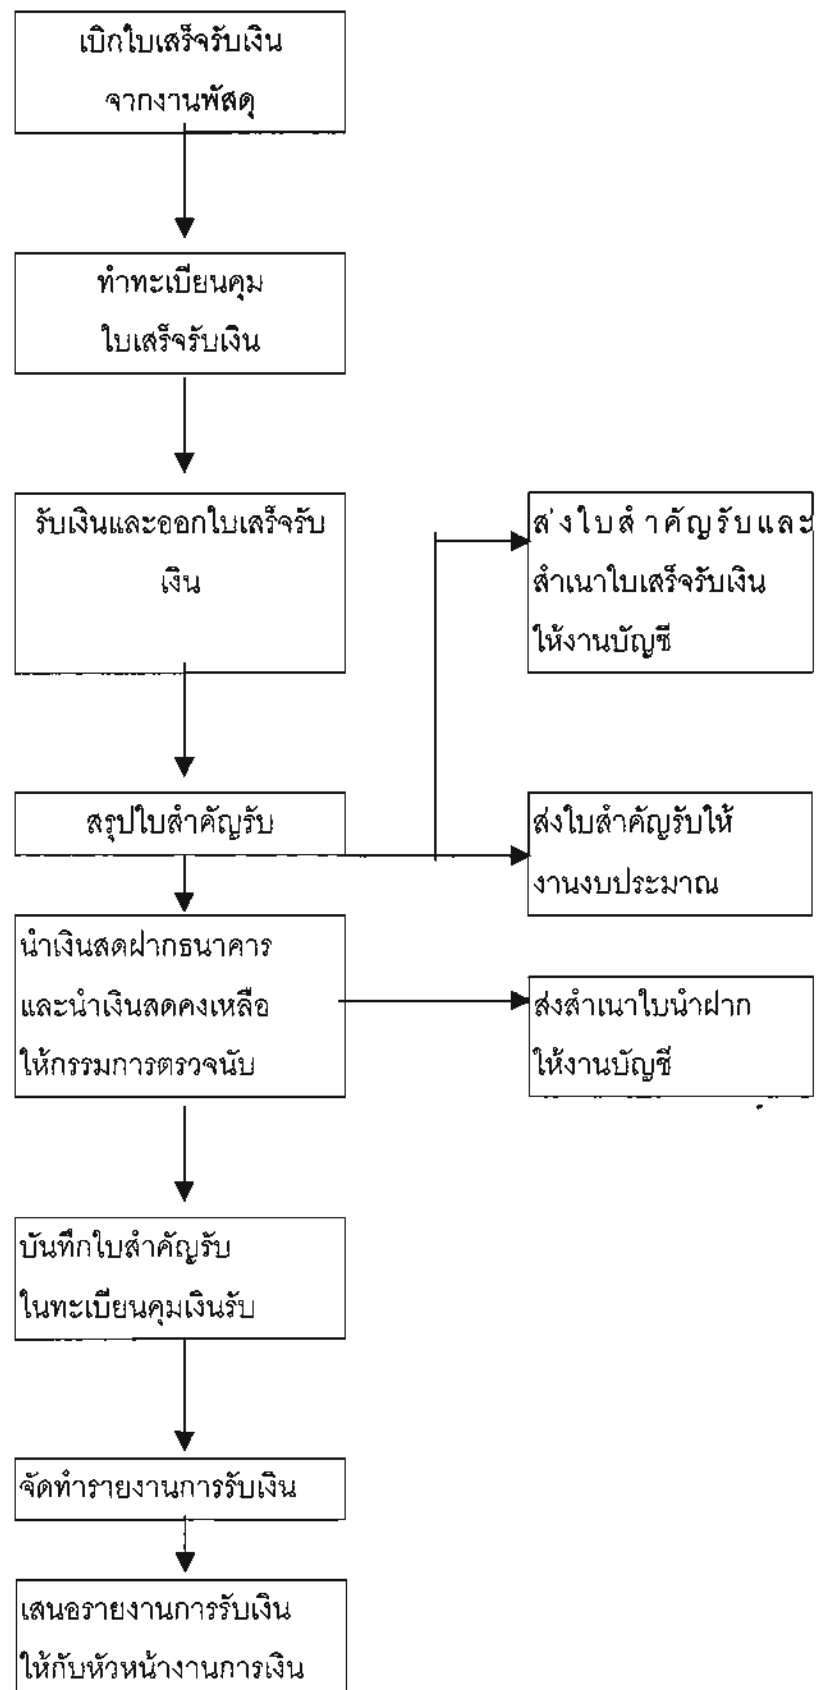 เบิกใบเสร็จรับเงิน
จากงานพัสดุ
ทำทะเบียนคุม
ใบเสร็จรับเงิน
รับเงินและออกใบเสร็จรับ
เงิน
ส่งใบสำคัญรับและ
สำเนาใบเสร็จรับเงิน
ให้งานบัญชี
สรุปใบสำคัญรับ
ส่งใบสำคัญรับให้
งานงบประมาณ
นำเงินสดฝากธนาคาร
และนำเงินสดคงเหลือ
ให้กรรมการตรวจนับ
ส่งสำเนาใบนำฝาก
ให้งานบัญชี
บันทึกใบสำคัญรับ
ในทะเบียนคุมเงินรับ
จัดทำรายงานการรับเงิน
เสนอรายงานการรับเงิน
ให้กับหัวหน้างานการเงิน